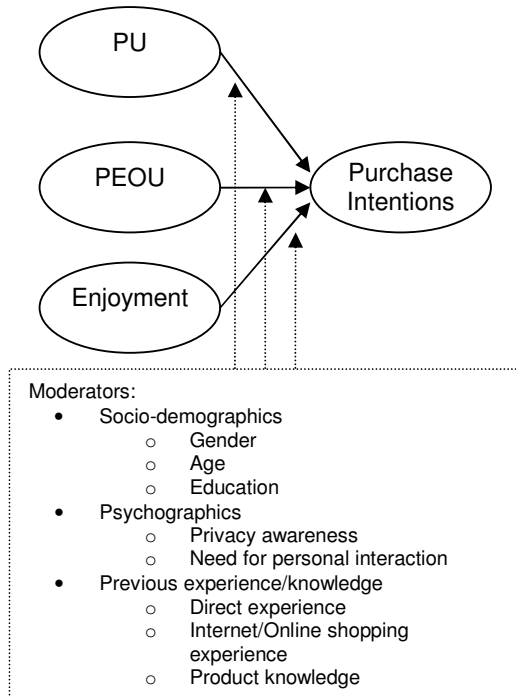 PU
PEOU
Purchase
Intentions
Enjoyment
Moderators:
• Socio-demographics
o Gender
o Age
o Education
• Psychographics
o Privacy awareness
o Need for personal interaction
• Previous experience/knowledge
o Direct experience
o Internet/Online shopping
experience
o Product knowledge